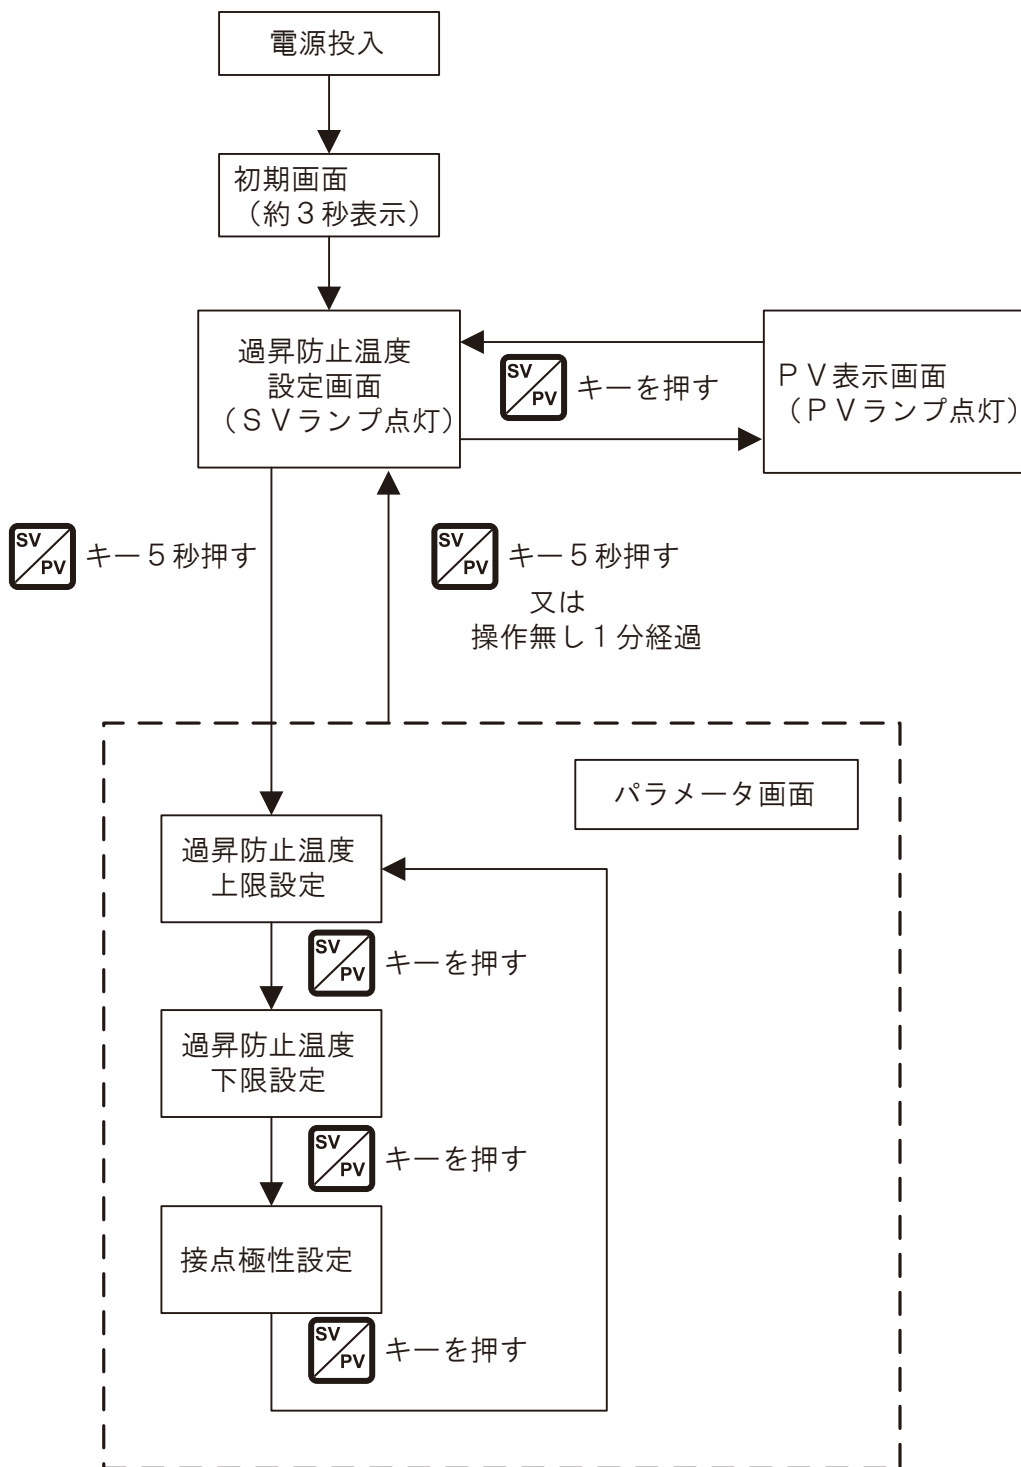 電源投入
初期画面
（約３秒表示）
過昇防止温度
設定画面
（ＳＶランプ点灯）
SV
PV
キーを押す
ＰＶ表示画面
（ＰＶランプ点灯）
SV
PV
キー５秒押す
SV
PV
キー５秒押す
又は
操作無し１分経過
パラメータ画面
過昇防止温度
上限設定
SV
PV
キーを押す
過昇防止温度
下限設定
SV
PV
キーを押す
接点極性設定
SV
PV
キーを押す